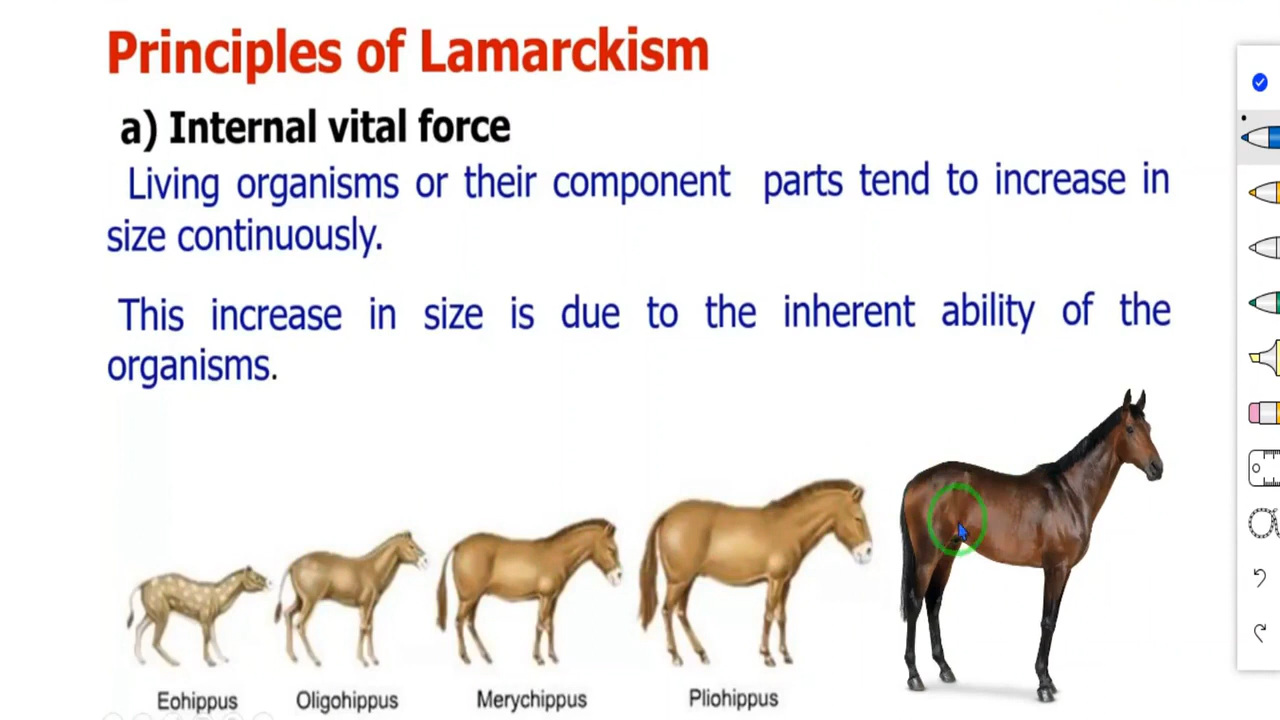 Principles of Lamarckism
a) Internal vital force
Living organisms or their component parts tend to increase in
size continuously.
This increase in size is due to the inherent ability of the
organisms.
Eohippus Oligohippus Merychippus Pliohippus